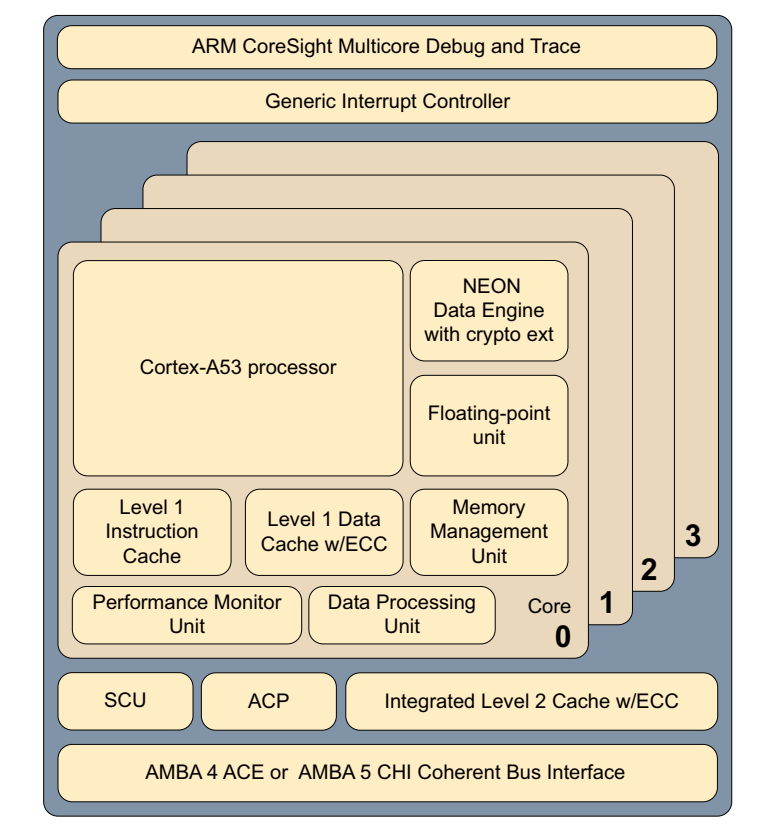 ARM CoreSight Multicore Debug and Trace
Generic Interrupt Controller
Cortex-A53 processor
NEON
Data Engine
with crypto ext
Floating-point
unit
Level 1
Instruction
Cache
Level 1 Data
Cache w/ECC
Memory
Management
Unit
Performance Monitor
Unit
Data Processing
Unit
Core
0
1
2
3
SCU
ACP
Integrated Level 2 Cache w/ECC
AMBA 4 ACE or AMBA 5 CHI Coherent Bus Interface